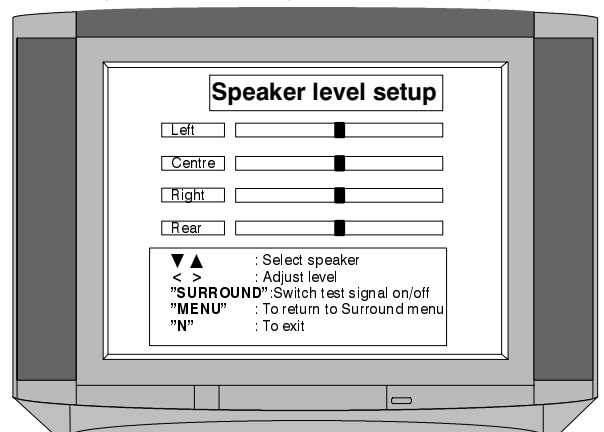 Speaker level setup
Left
Centre
Right
Rear
▼ ▲ : Select speaker
< > : Adjust level
"SURROUND":Switch test signal on/off
"MENU" : To return to Surround menu
"N" : To exit